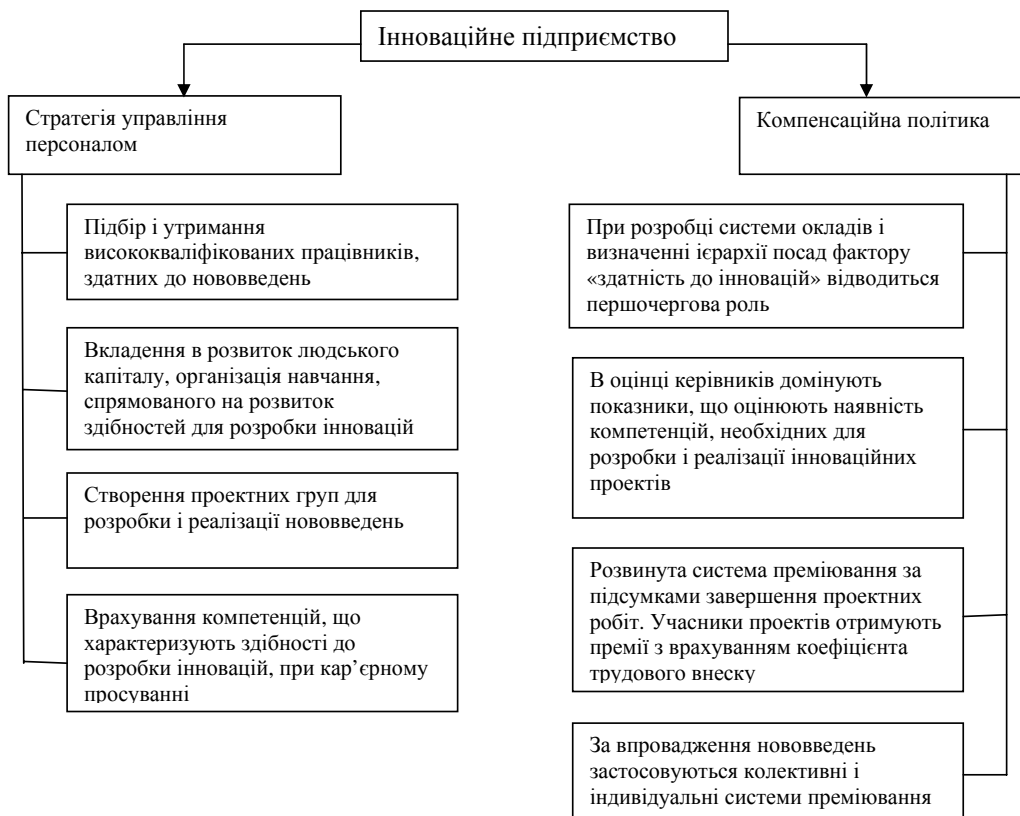 Інноваційне підприємство
Стратегія управління
персоналом
Підбір і утримання
висококваліфікованих працівників,
здатних до нововведень
Вкладення в розвиток людського
капіталу, організація навчання,
спрямованого на розвиток
здібностей для розробки інновацій
Створення проектних груп для
розробки і реалізації нововведень
Врахування компетенцій, що
характеризують здібності до
розробки інновацій, при кар’єрному
просуванні
Компенсаційна політика
При розробці системи окладів і
визначенні ієрархії посад фактору
«здатність до інновацій» відводиться
першочергова роль
В оцінці керівників домінують
показники, що оцінюють наявність
компетенцій, необхідних для
розробки і реалізації інноваційних
проектів
Розвинута система преміювання за
підсумками завершення проектних
робіт. Учасники проектів отримують
премії з врахуванням коефіцієнта
трудового внеску
За впровадження нововведень
застосовуються колективні і
індивідуальні системи преміювання